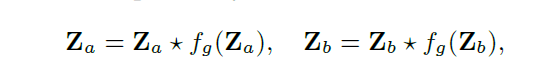 Z_a = Z_a ⋆ f_g(Z_a), Z_b = Z_b ⋆ f_g(Z_b),